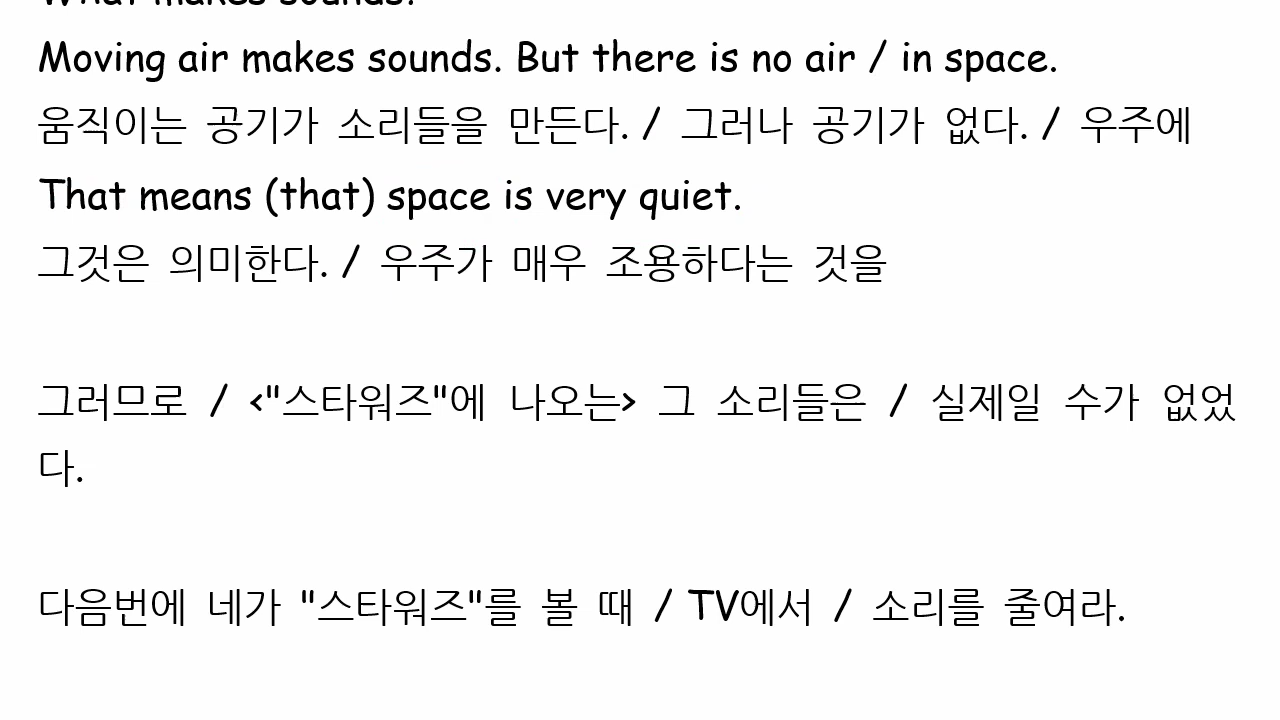 What makes sounds?
Moving air makes sounds. But there is no air / in space.
움직이는 공기가 소리들을 만든다. / 그러나 공기가 없다. / 우주에
That means (that) space is very quiet.
그것은 의미한다. / 우주가 매우 조용하다는 것을
그러므로 / <"스타워즈"에 나오는> 그 소리들은 / 실제일 수가 없었
다.
다음번에 네가 "스타워즈"를 볼 때 / TV에서 / 소리를 줄여라.